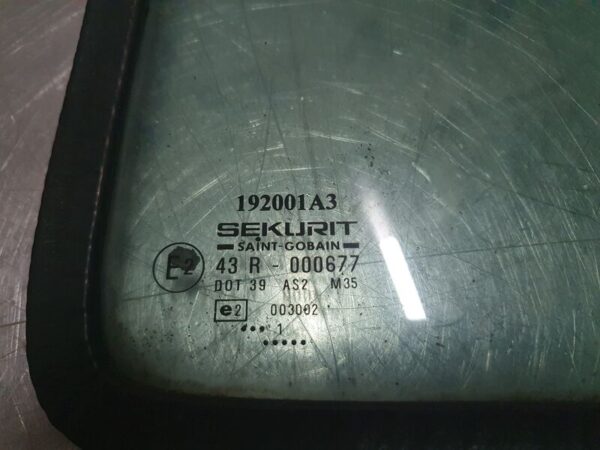 192001A3
SEKURIT
SAINT-GOBAIN
E2 43 R - 000677
DOT 39 AS2 M35
e2 003002
••• 1
•••••